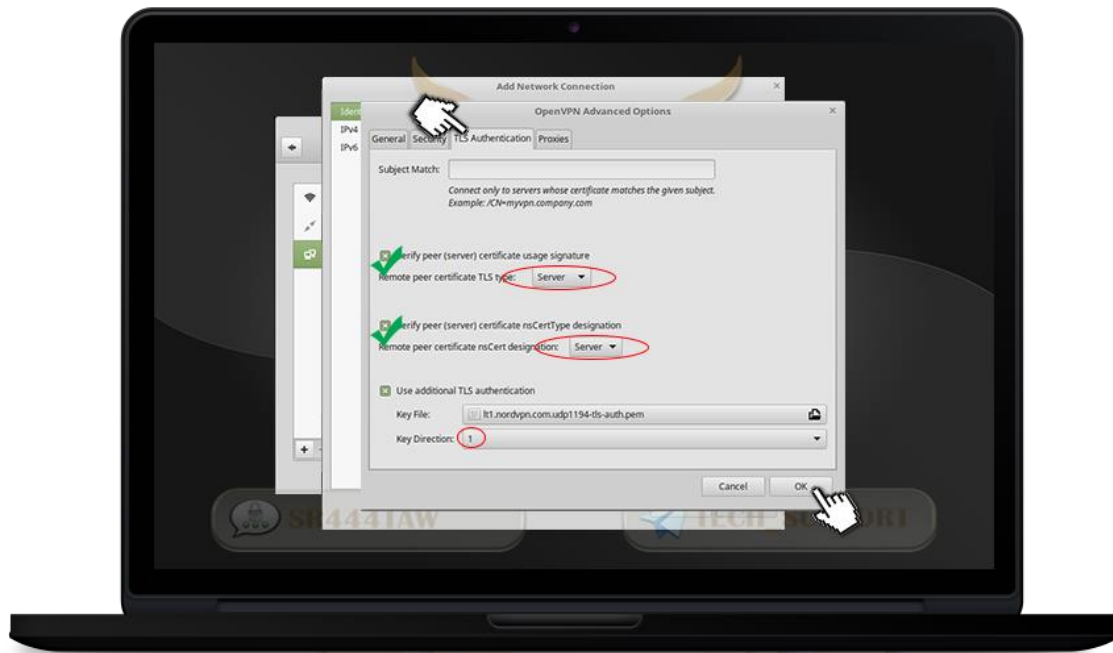 Add Network Connection
OpenVPN Advanced Options
IPv4
IPv6
General Security TLS Authentication Proxies
Subject Match:
Connect only to servers whose certificate matches the given subject.
Example: /CN=myvpn.company.com
erify peer (server) certificate usage signature
Remote peer certificate TLS type: Server
erify peer (server) certificate nsCertType designation
Remote peer certificate nsCert designation: Server
Use additional TLS authentication
Key File: lt1.nordvpn.com.udp1194-tls-auth.pem
Key Direction: 1
Cancel OK